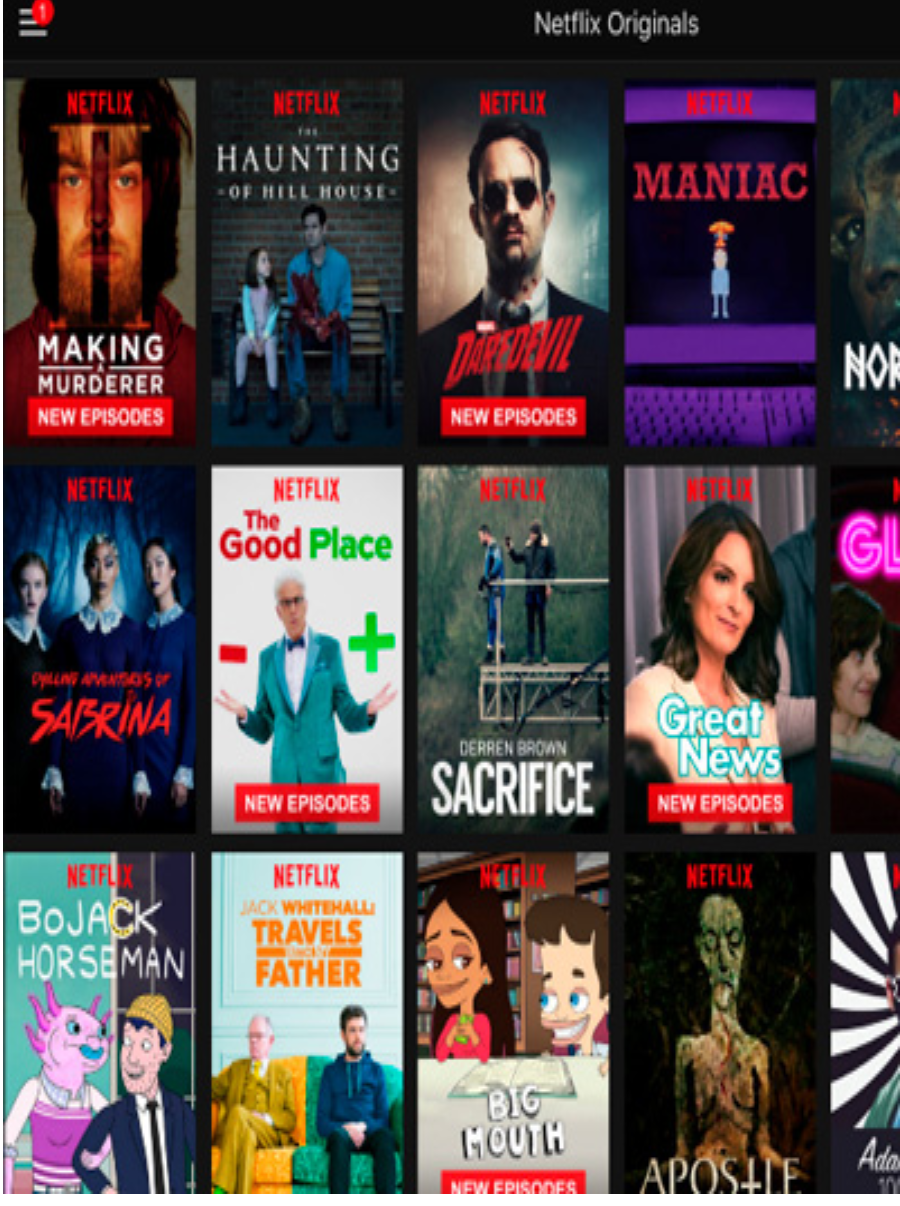 1
Netflix Originals
NETFLIX
MAKING
A
MURDERER
NEW EPISODES
NETFLIX
THE
HAUNTING
-OF HILL HOUSE-
NETFLIX
MARVEL
DAREDEVIL
NEW EPISODES
NETFLIX
MANIAC
N
NOR
NETFLIX
CHILLING ADVENTURES OF
SABRINA
NETFLIX
The
Good Place
- +
NEW EPISODES
NETFLIX
DERREN BROWN
SACRIFICE
NETFLIX
Great
News
NEW EPISODES
N
GL
NETFLIX
BOJACK
HORSEMAN
NETFLIX
JACK WHITEHALL:
TRAVELS
FATHER
NETFLIX
BIG
MOUTH
NEW EPISODES
NETFLIX
APOSTLE
N
Ada
100